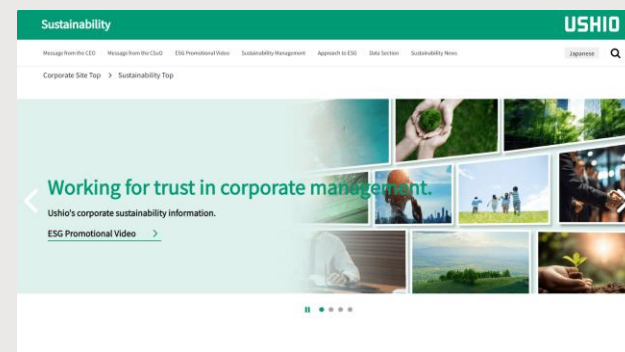 Sustainability
USHIO
Message from the CEO Message from the CSuO ESG Promotional Video Sustainability Management Approach to ESG Data Section Sustainability News Japanese
Corporate Site Top > Sustainability Top
Working for trust in corporate management.
Ushio's corporate sustainability information.
ESG Promotional Video >